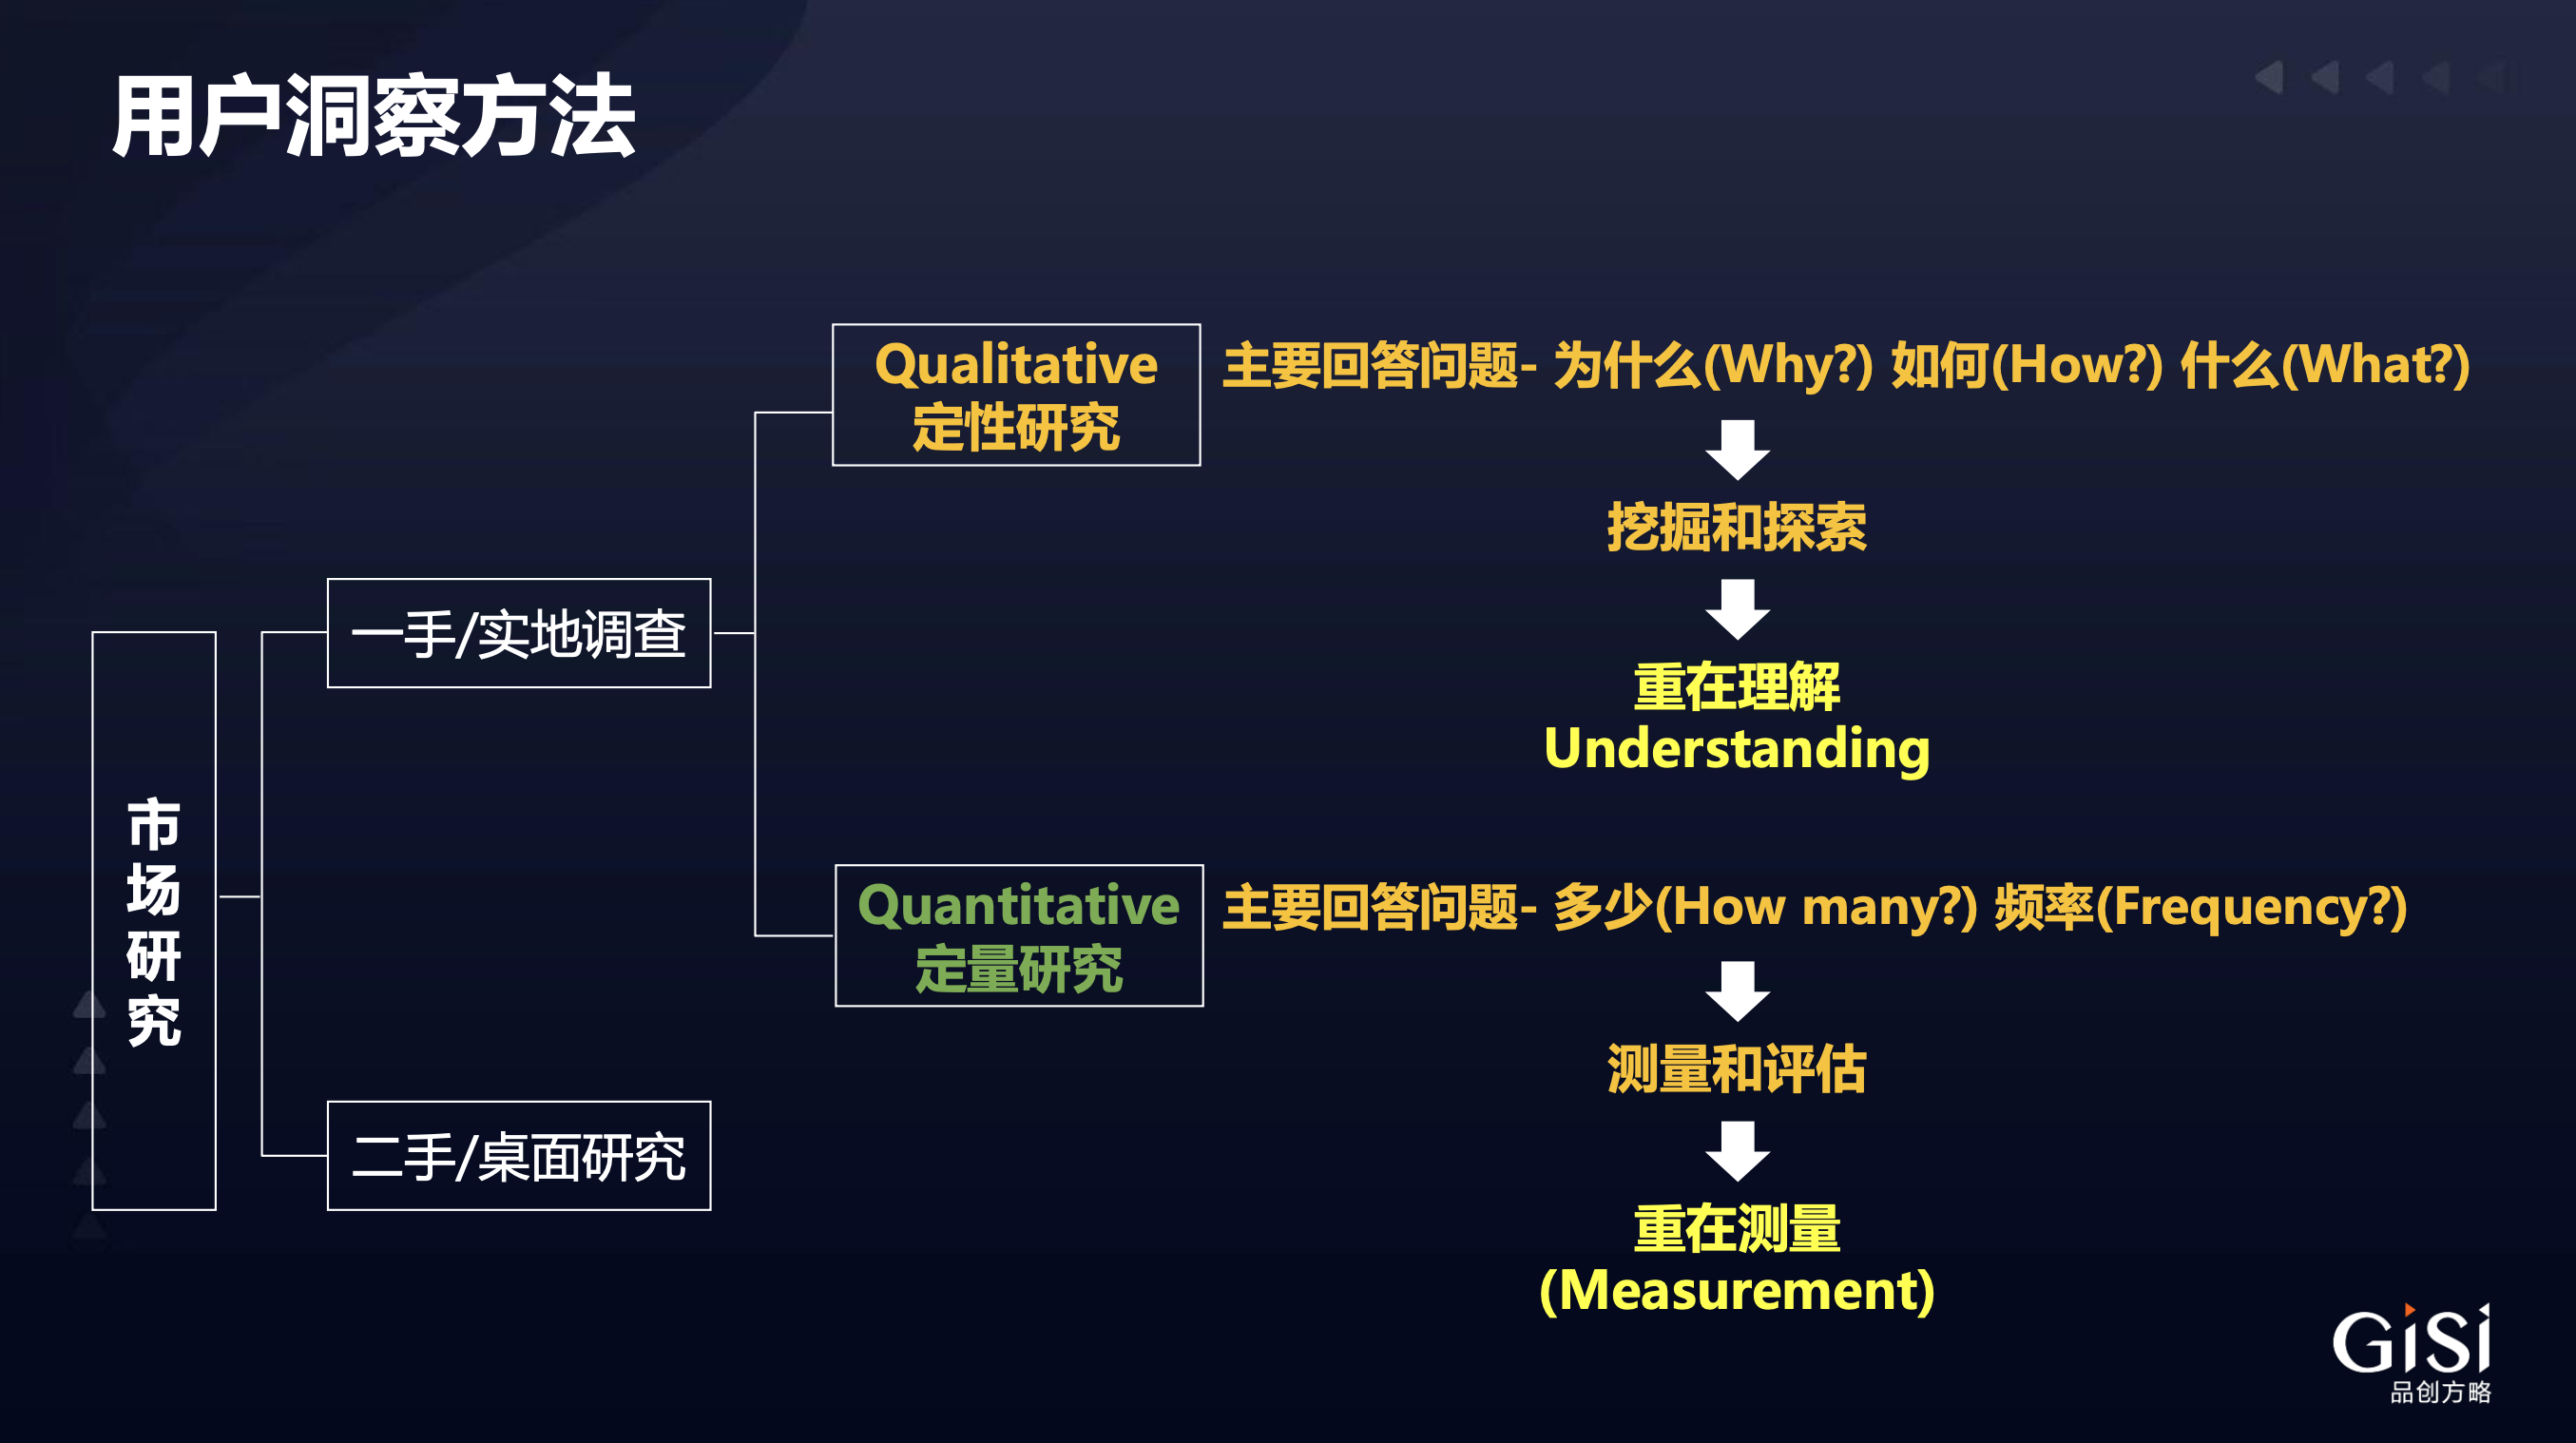 用户洞察方法
Qualitative
定性研究
主要回答问题- 为什么(Why?) 如何(How?) 什么(What?)
挖掘和探索
重在理解
Understanding
一手/实地调查
市
场
研
究
Quantitative
定量研究
主要回答问题- 多少(How many?) 频率(Frequency?)
测量和评估
重在测量
(Measurement)
二手/桌面研究
GiSi
品创方略